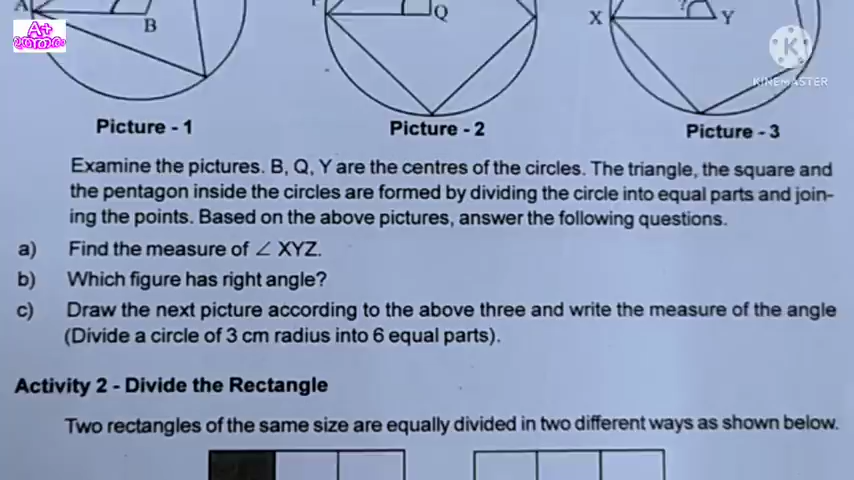 A
B
P
Q
X
?
Y
A+
K
KINEMASTER
Picture - 1
Picture - 2
Picture - 3
Examine the pictures. B, Q, Y are the centres of the circles. The triangle, the square and
the pentagon inside the circles are formed by dividing the circle into equal parts and join-
ing the points. Based on the above pictures, answer the following questions.
a) Find the measure of ∠ XYZ.
b) Which figure has right angle?
c) Draw the next picture according to the above three and write the measure of the angle
(Divide a circle of 3 cm radius into 6 equal parts).
Activity 2 - Divide the Rectangle
Two rectangles of the same size are equally divided in two different ways as shown below.